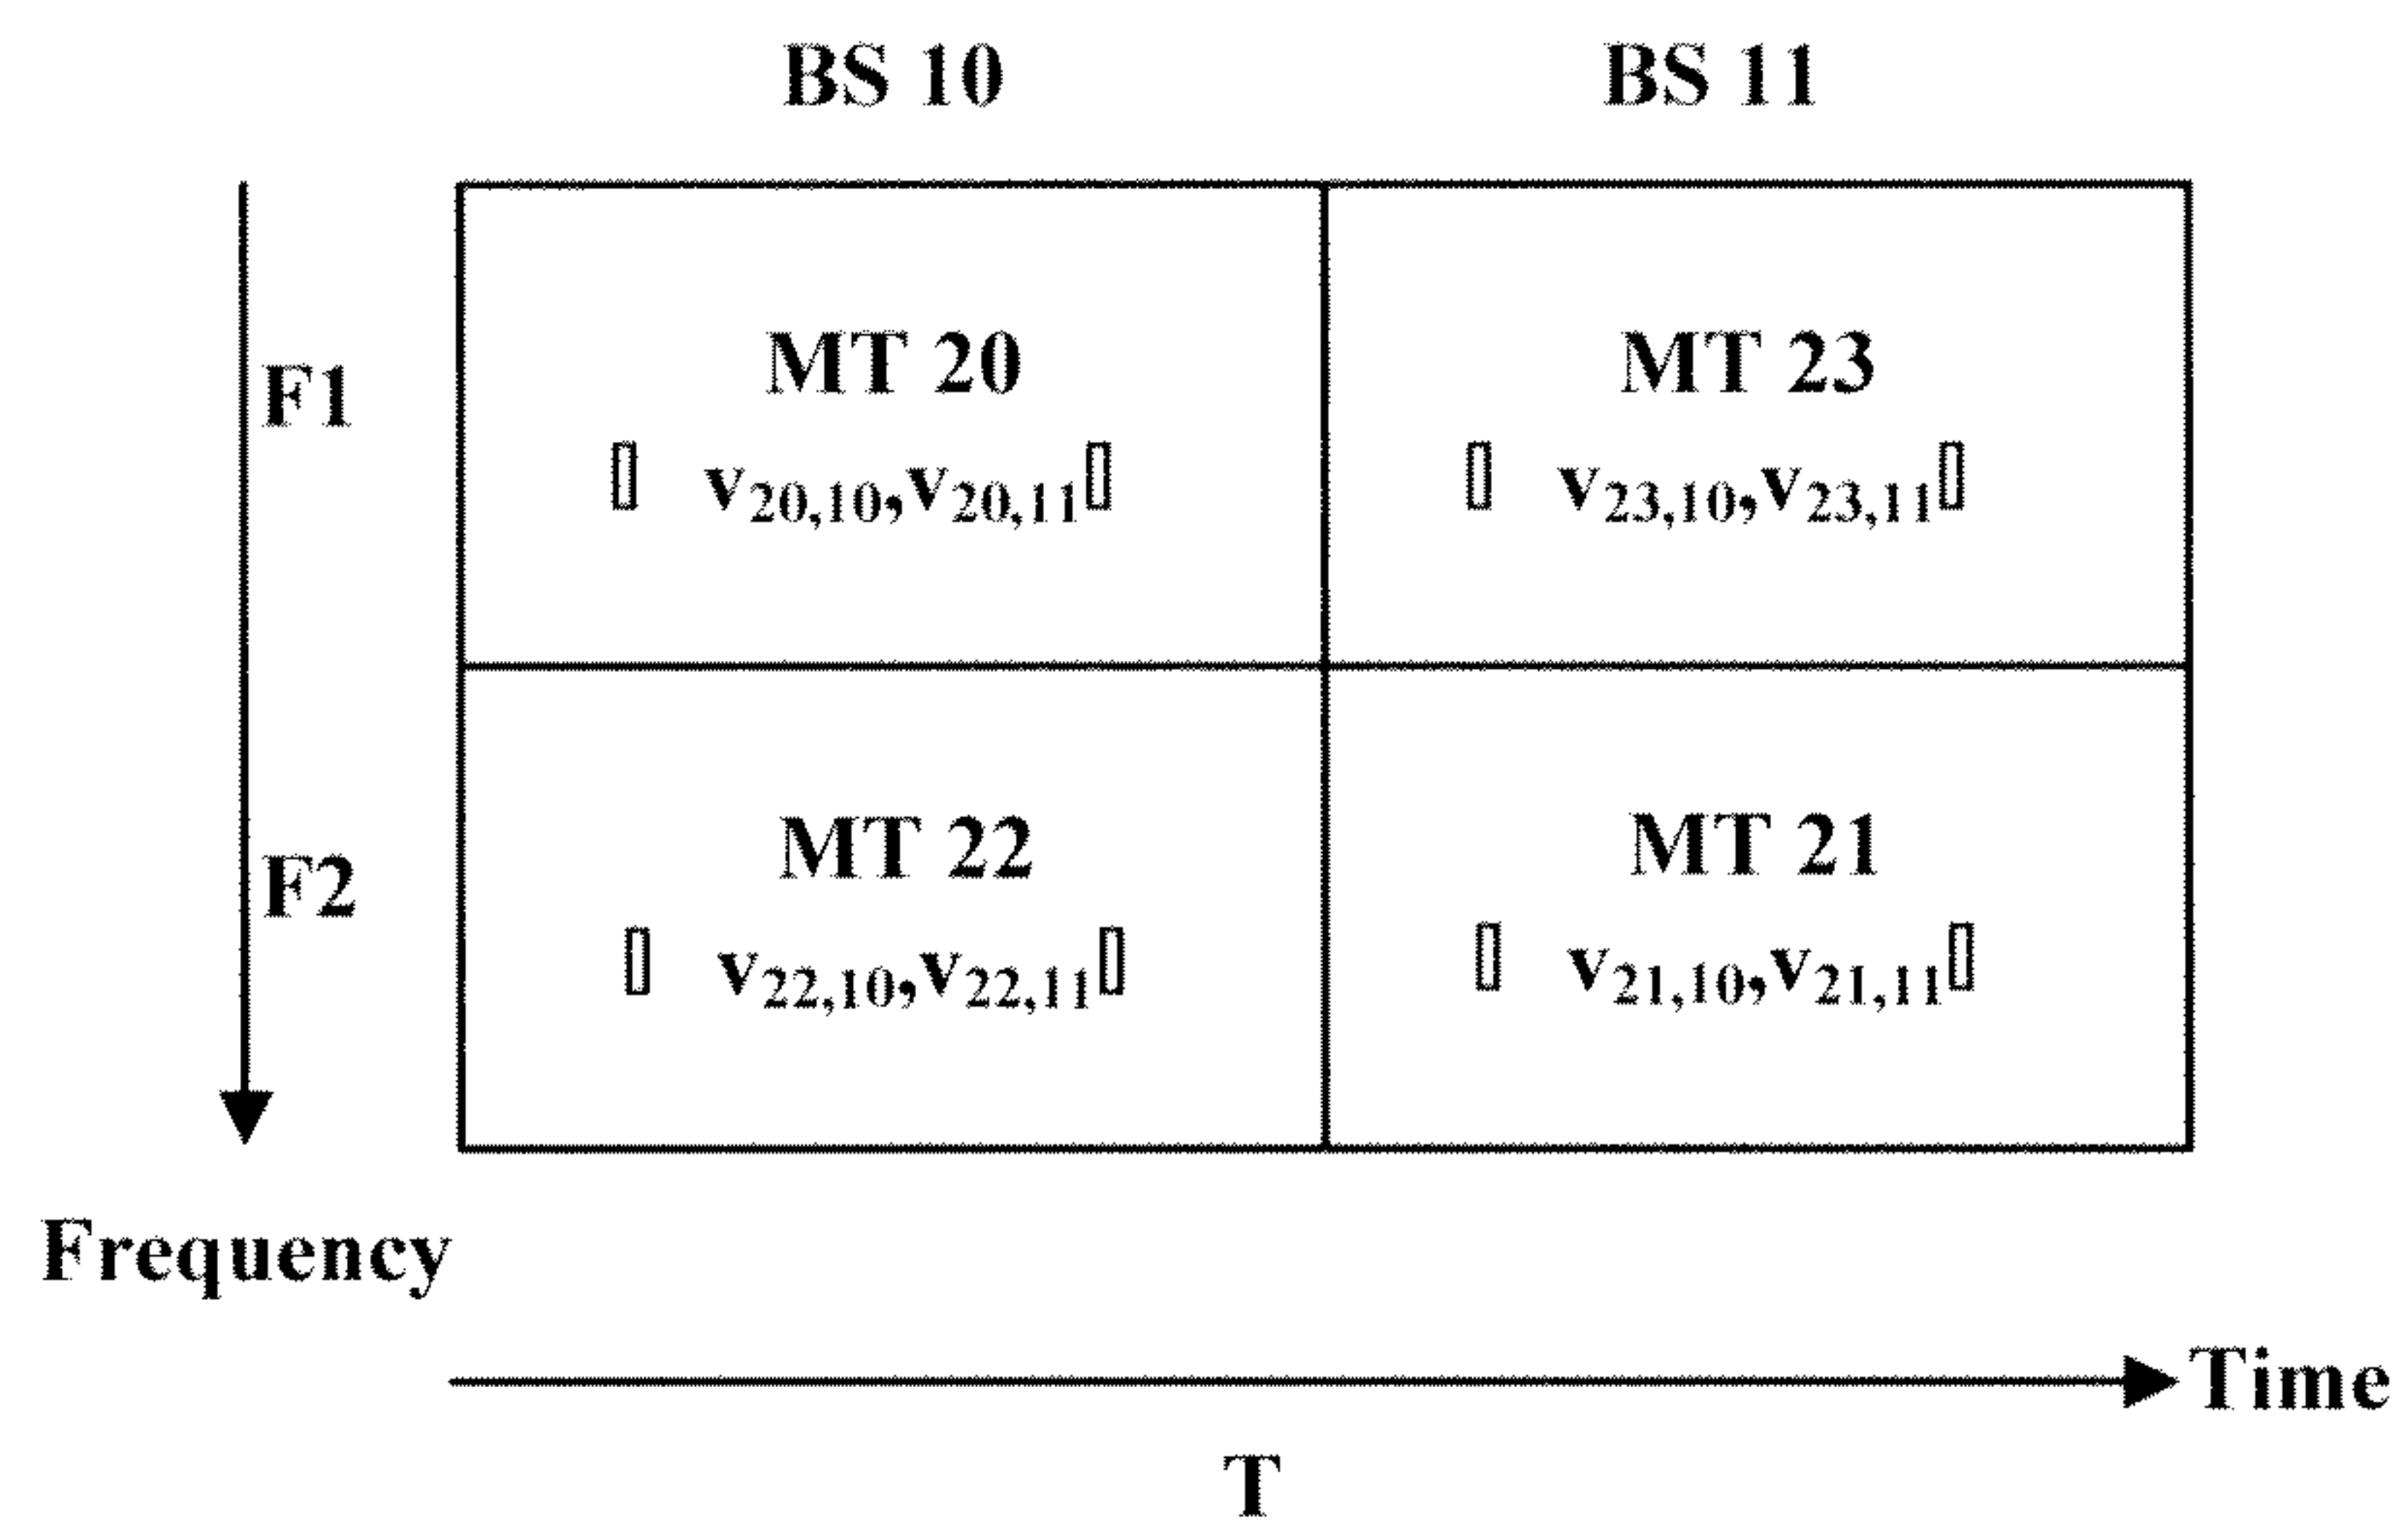 BS 10 BS 11
F1
MT 20
▯ v20,10,v20,11▯
MT 23
▯ v23,10,v23,11▯
F2
MT 22
▯ v22,10,v22,11▯
MT 21
▯ v21,10,v21,11▯
Frequency
Time
T